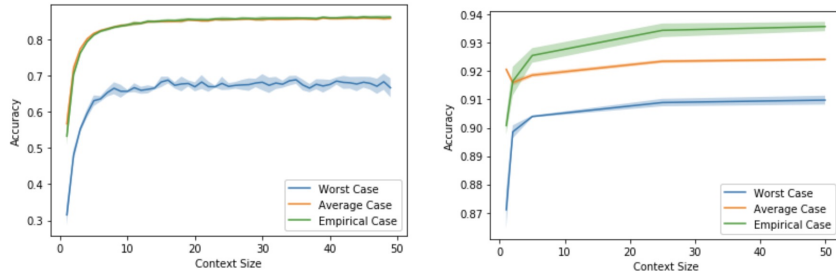 0.8
0.7
0.6
0.5
0.4
0.3
Accuracy
0 10 20 30 40 50
Context Size
Worst Case
Average Case
Empirical Case
0.94
0.93
0.92
0.91
0.90
0.89
0.88
0.87
Accuracy
0 10 20 30 40 50
Context Size
Worst Case
Average Case
Empirical Case